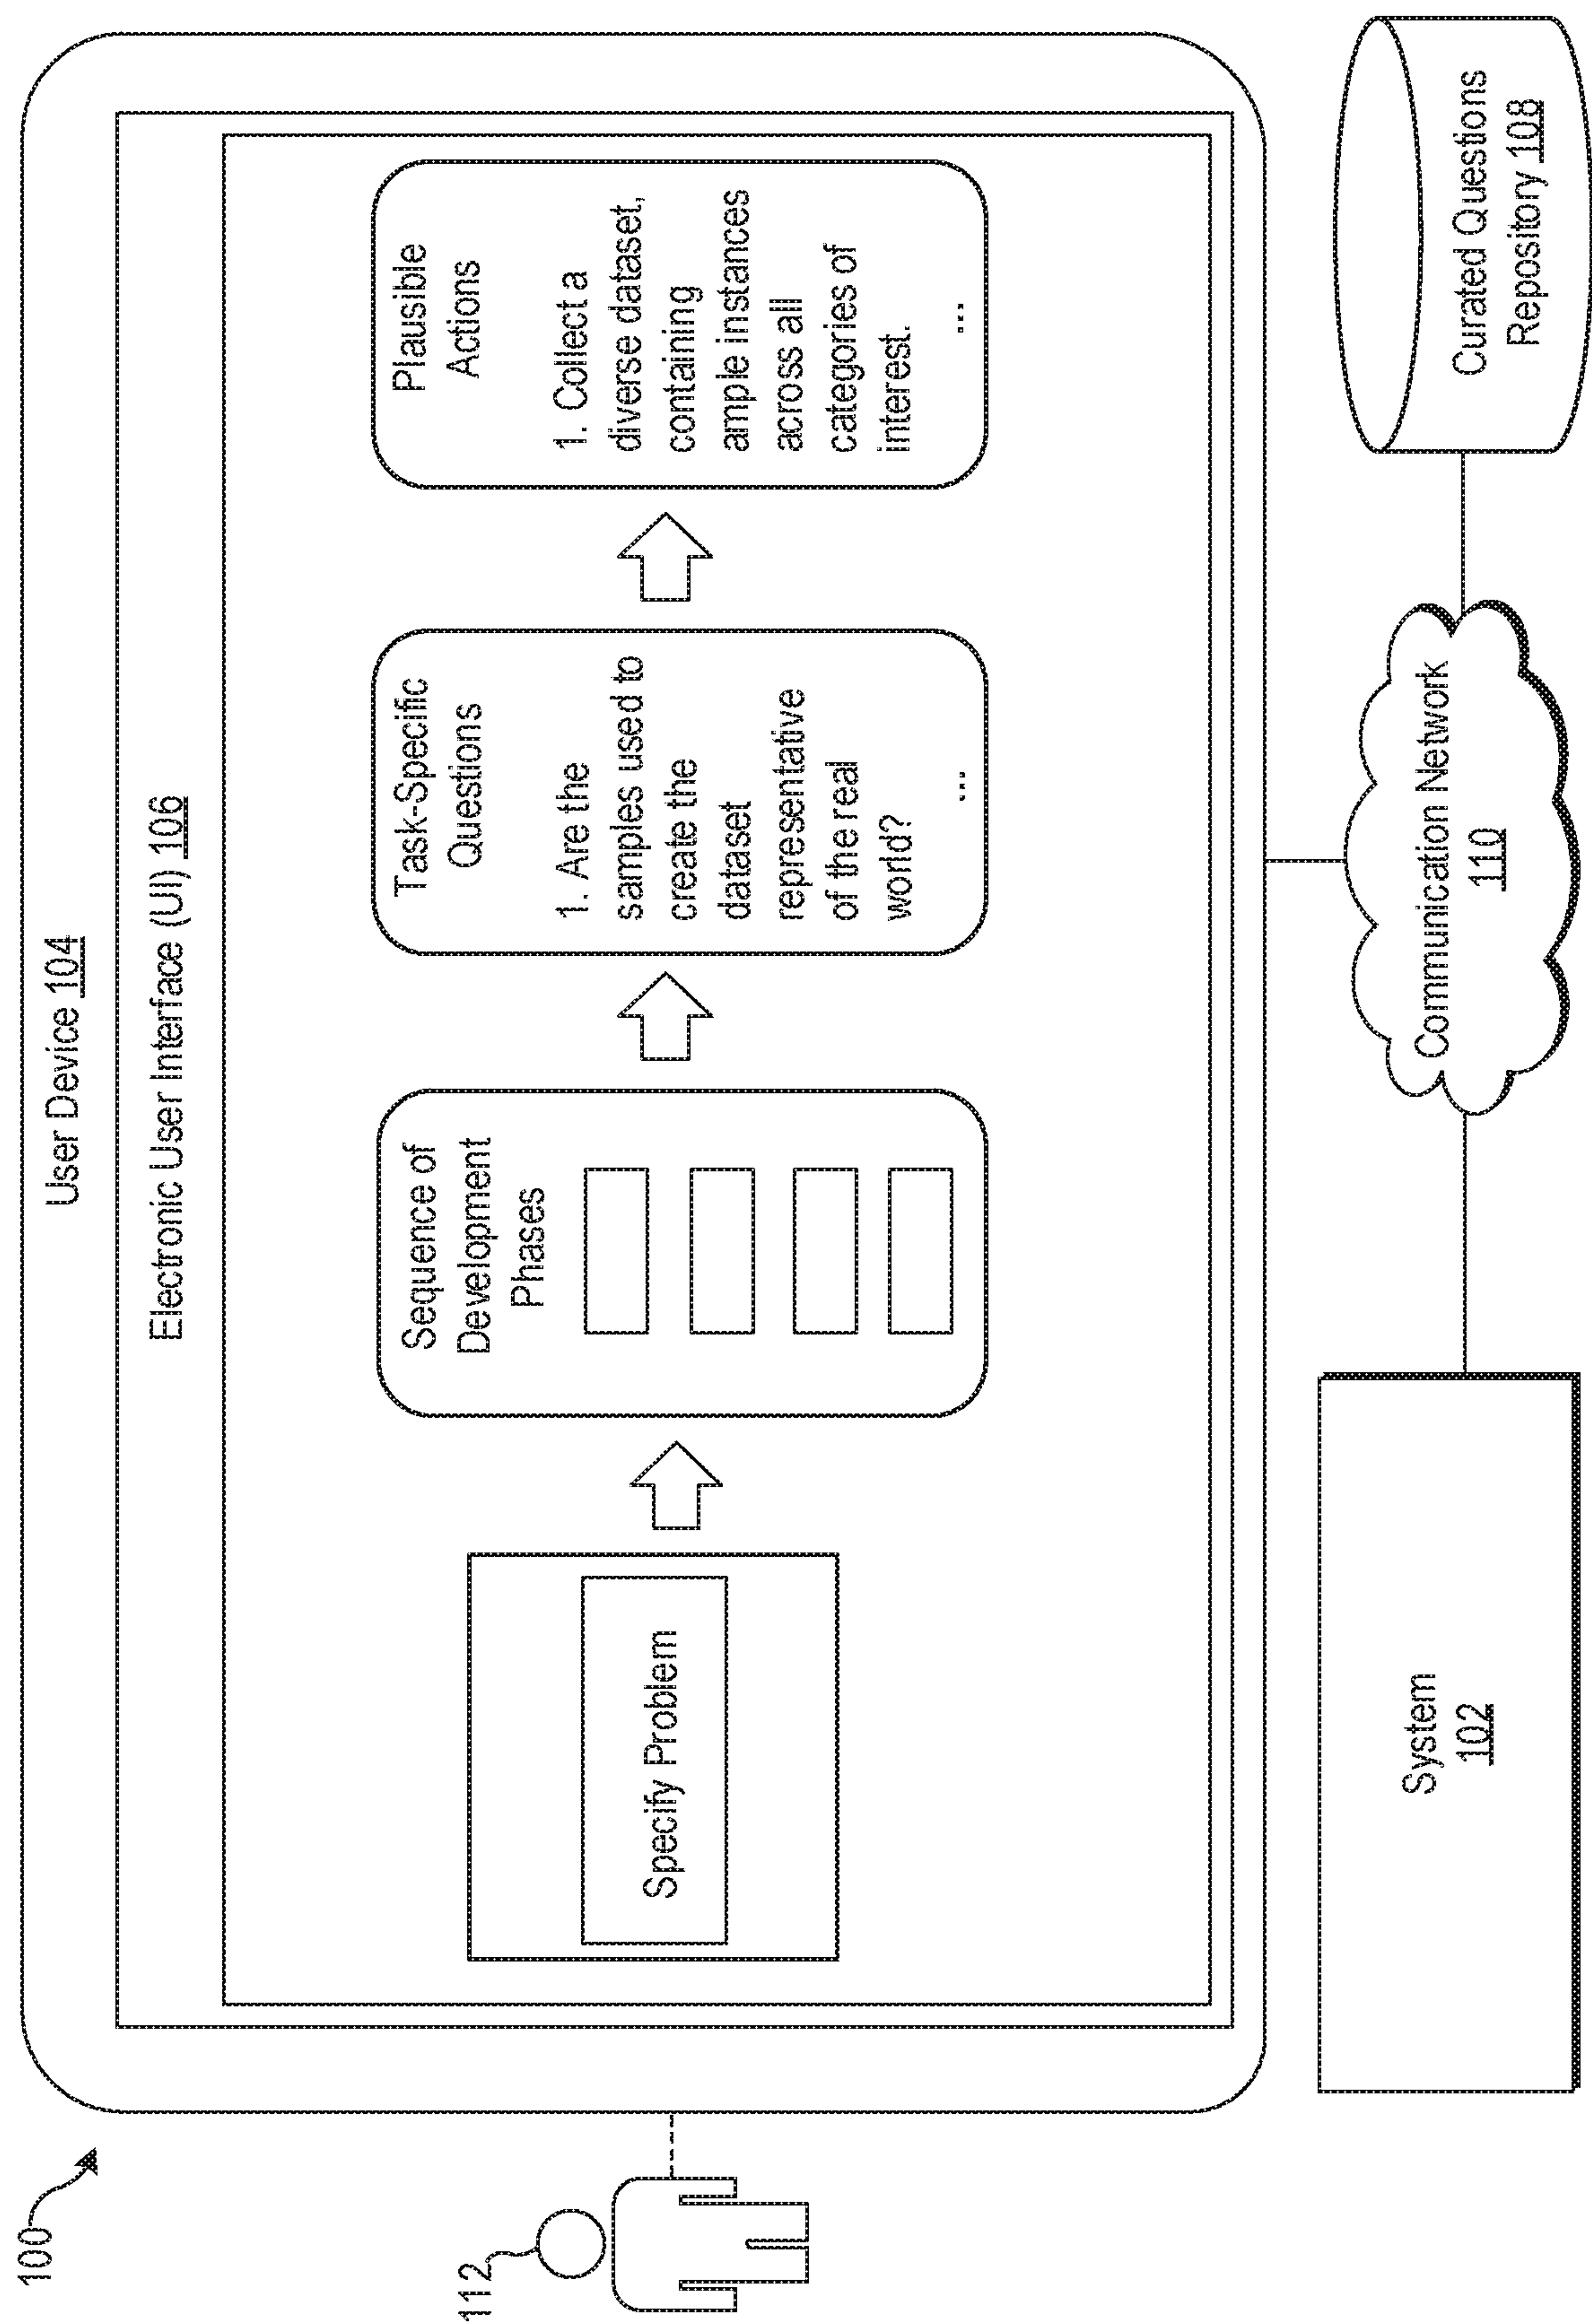 100
User Device 104
Electronic User Interface (UI) 106
112
Specify Problem
Sequence of
Development
Phases
Task-Specific
Questions
1. Are the
samples used to
create the
dataset
representative
of the real
world?
...
Plausible
Actions
1. Collect a
diverse dataset,
containing
ample instances
across all
categories of
interest.
...
System
102
Communication Network
110
Curated Questions
Repository 108